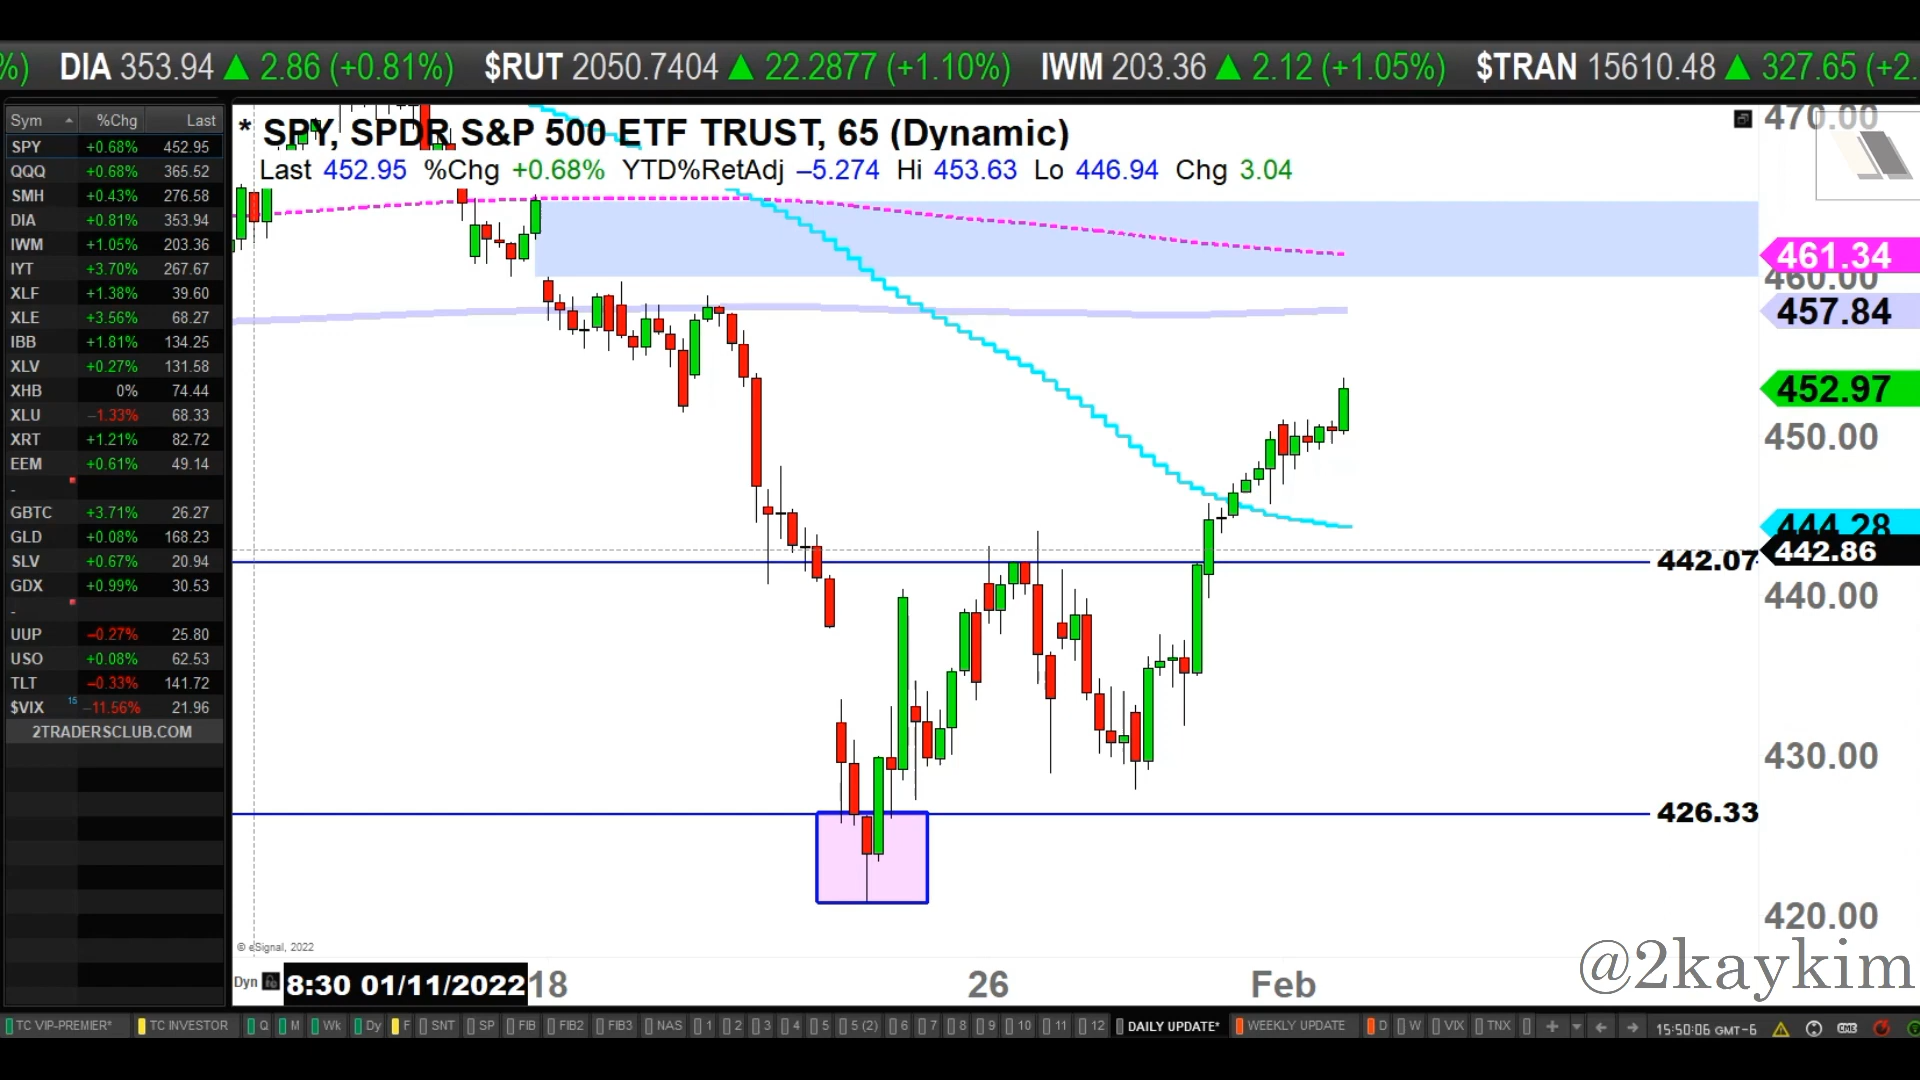 %) DIA 353.94 ▲ 2.86 (+0.81%) $RUT 2050.7404 ▲ 22.2877 (+1.10%) IWM 203.36 ▲ 2.12 (+1.05%) $TRAN 15610.48 ▲ 327.65 (+2.
Sym %Chg Last
SPY +0.68% 452.95
QQQ +0.68% 365.52
SMH +0.43% 276.58
DIA +0.81% 353.94
IWM +1.05% 203.36
IYT +3.70% 267.67
XLF +1.38% 39.60
XLE +3.56% 68.27
IBB +1.81% 134.25
XLV +0.27% 131.58
XHB 0% 74.44
XLU −1.33% 68.33
XRT +1.21% 82.72
EEM +0.61% 49.14
-
GBTC +3.71% 26.27
GLD +0.08% 168.23
SLV +0.67% 20.94
GDX +0.99% 30.53
-
UUP −0.27% 25.80
USO +0.08% 62.53
TLT −0.33% 141.72
$VIX 15 −11.56% 21.96
2TRADERSCLUB.COM
* SPY, SPDR S&P 500 ETF TRUST, 65 (Dynamic)
Last 452.95 %Chg +0.68% YTD%RetAdj −5.274 Hi 453.63 Lo 446.94 Chg 3.04
470.00
461.34
460.00
457.84
452.97
450.00
444.28
442.86
442.07
440.00
430.00
426.33
420.00
© eSignal, 2022
@2kaykim
Dyn 8:30 01/11/2022 18 26 Feb
TC VIP-PREMIER* TC INVESTOR Q M Wk Dy F SNT SP FIB FIB2 FIB3 NAS 1 2 3 4 5 5 (2) 6 7 8 9 10 11 12 DAILY UPDATE* WEEKLY UPDATE D W VIX TNX 15:50:06 GMT-6 CME